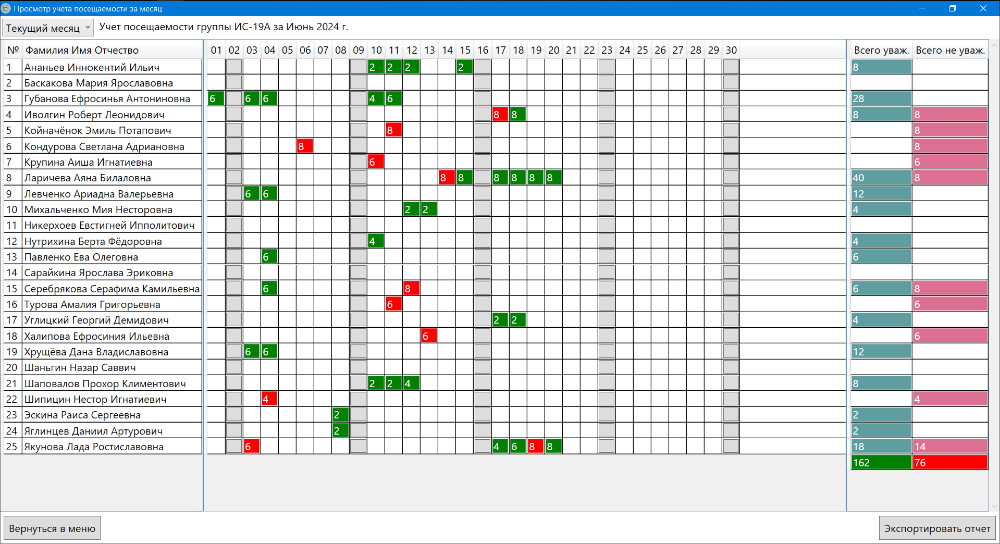 Просмотр учета посещаемости за месяц
Текущий месяц Учет посещаемости группы ИС-19А за Июнь 2024 г.
№ Фамилия Имя Отчество 01 02 03 04 05 06 07 08 09 10 11 12 13 14 15 16 17 18 19 20 21 22 23 24 25 26 27 28 29 30 Всего уваж. Всего не уваж.
1 Ананьев Иннокентий Ильич 2 2 2 2 8
2 Баскакова Мария Ярославовна
3 Губанова Ефросинья Антониновна 6 6 6 4 6 28
4 Иволгин Роберт Леонидович 8 8 8 8
5 Койначёнок Эмиль Потапович 8 8
6 Кондурова Светлана Адриановна 8 8
7 Крупина Аиша Игнатиевна 6 6
8 Ларичева Аяна Билаловна 8 8 8 8 8 8 40 8
9 Левченко Ариадна Валерьевна 6 6 12
10 Михальченко Мия Несторовна 2 2 4
11 Никерхоев Евстигней Ипполитович
12 Нутрихина Берта Фёдоровна 4 4
13 Павленко Ева Олеговна 6 6
14 Сарайкина Ярослава Эриковна
15 Серебрякова Серафима Камильевна 6 8 6 8
16 Турова Амалия Григорьевна 6 6
17 Углицкий Георгий Демидович 2 2 4
18 Халипова Ефросиния Ильевна 6 6
19 Хрущёва Дана Владиславовна 6 6 12
20 Шаньгин Назар Саввич
21 Шаповалов Прохор Климентович 2 2 4 8
22 Шипицин Нестор Игнатиевич 4 4
23 Эскина Раиса Сергеевна 2 2
24 Яглинцев Даниил Артурович 2 2
25 Якунова Лада Ростиславовна 6 4 6 8 8 18 14
162 76
Вернуться в меню Экспортировать отчет